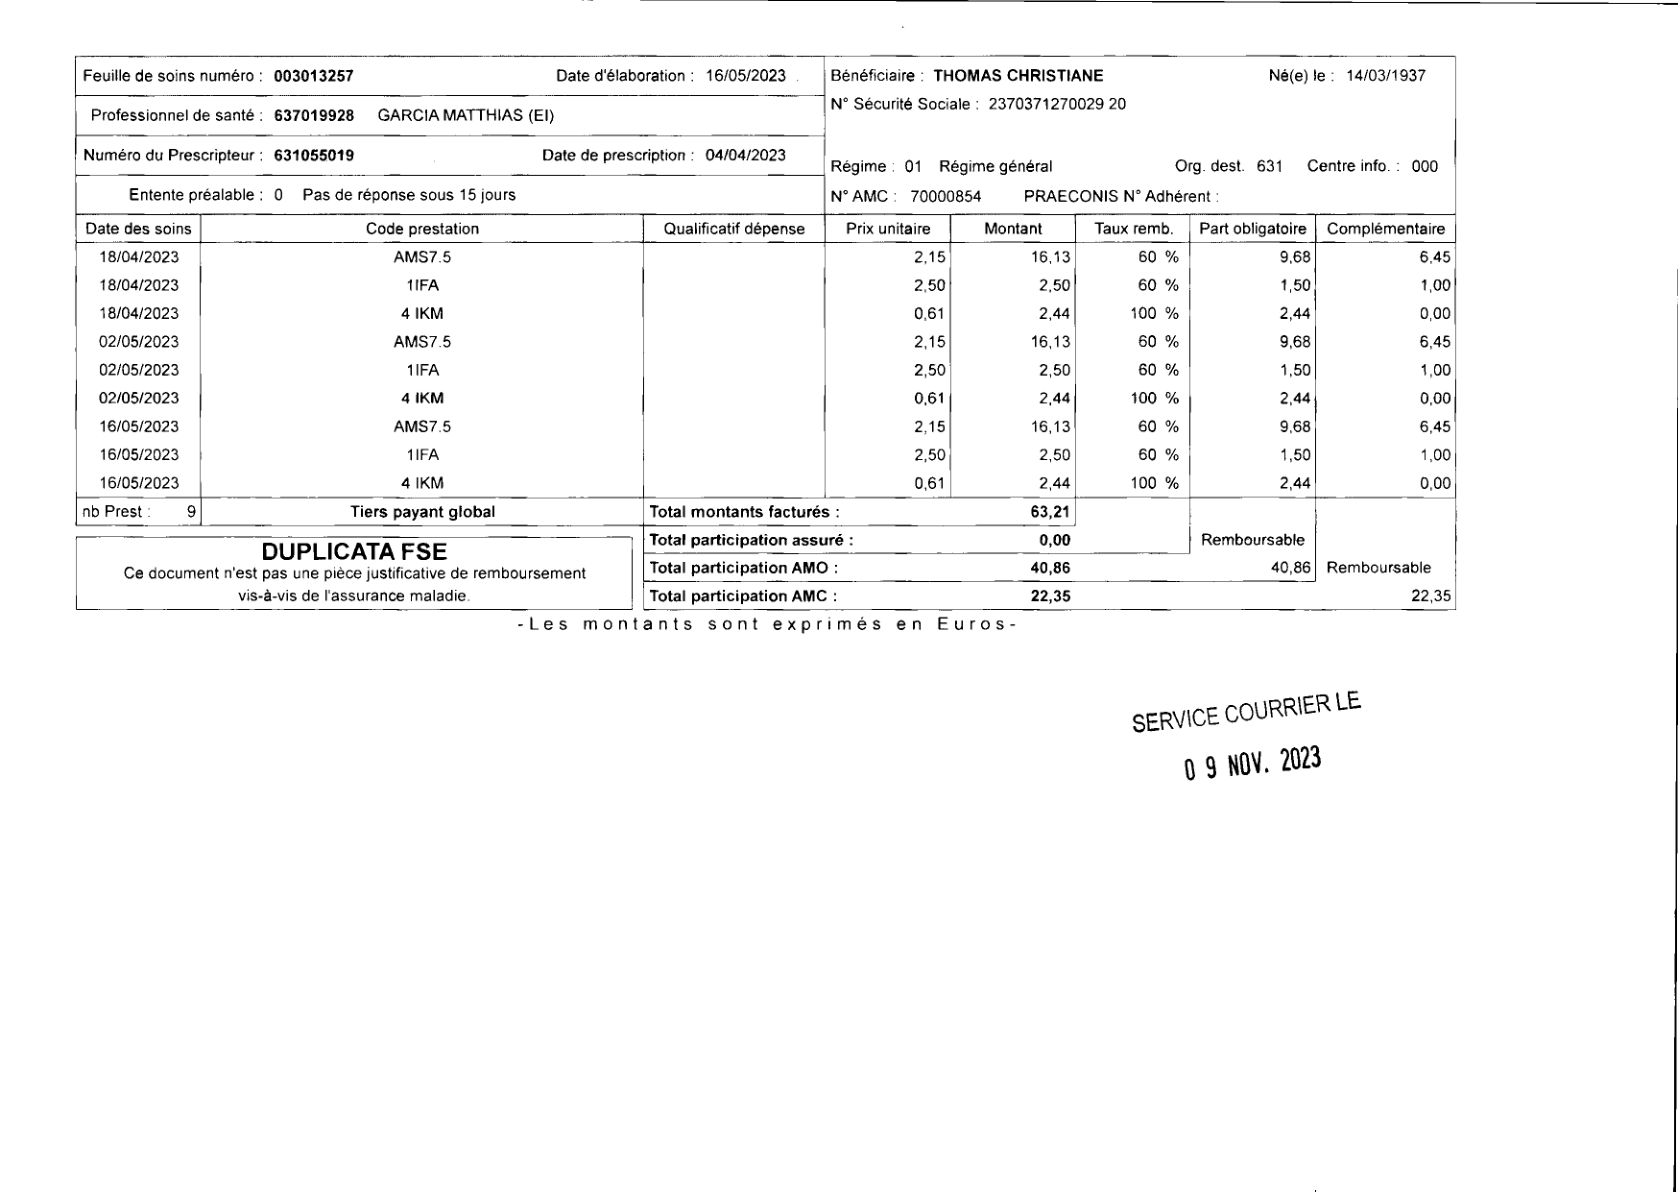 Feuille de soins numéro : 003013257 Date d'élaboration : 16/05/2023
Professionnel de santé : 637019928 GARCIA MATTHIAS (EI)
Numéro du Prescripteur : 631055019 Date de prescription : 04/04/2023
Entente préalable : 0 Pas de réponse sous 15 jours
Bénéficiaire : THOMAS CHRISTIANE Né(e) le : 14/03/1937
N° Sécurité Sociale : 2370371270029 20
Régime : 01 Régime général Org. dest. 631 Centre info. : 000
N° AMC : 70000854 PRAECONIS N° Adhérent :
Date des soins Code prestation Qualificatif dépense Prix unitaire Montant Taux remb. Part obligatoire Complémentaire
18/04/2023 AMS7.5 2,15 16,13 60 % 9,68 6,45
18/04/2023 1IFA 2,50 2,50 60 % 1,50 1,00
18/04/2023 4 IKM 0,61 2,44 100 % 2,44 0,00
02/05/2023 AMS7.5 2,15 16,13 60 % 9,68 6,45
02/05/2023 1IFA 2,50 2,50 60 % 1,50 1,00
02/05/2023 4 IKM 0,61 2,44 100 % 2,44 0,00
16/05/2023 AMS7.5 2,15 16,13 60 % 9,68 6,45
16/05/2023 1IFA 2,50 2,50 60 % 1,50 1,00
16/05/2023 4 IKM 0,61 2,44 100 % 2,44 0,00
nb Prest : 9 Tiers payant global Total montants facturés : 63,21
Total participation assuré : 0,00 Remboursable
Total participation AMO : 40,86 40,86 Remboursable
Total participation AMC : 22,35 22,35
DUPLICATA FSE
Ce document n'est pas une pièce justificative de remboursement
vis-à-vis de l'assurance maladie.
-Les montants sont exprimés en Euros-
SERVICE COURRIER LE
09 NOV. 2023